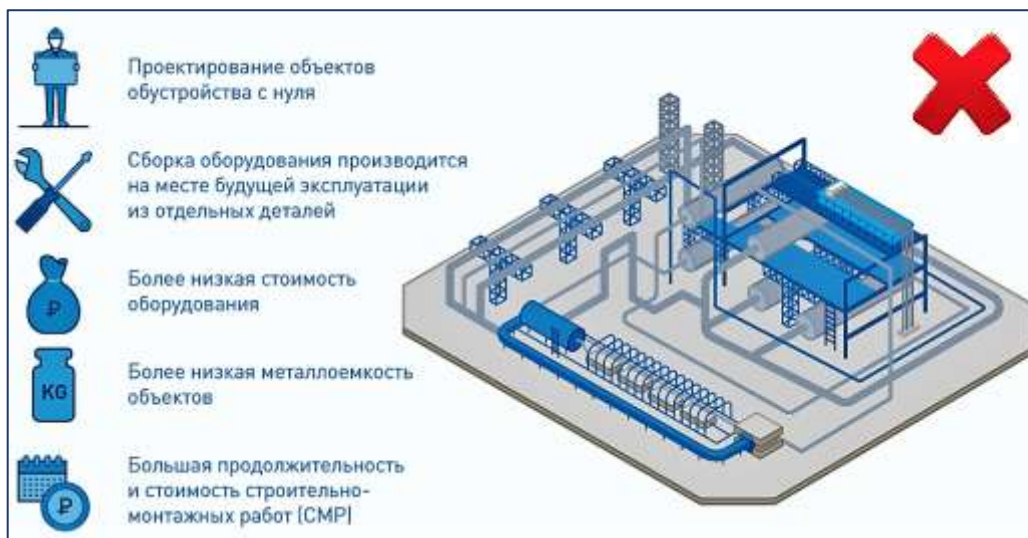 Проектирование объектов
обустройства с нуля
Сборка оборудования производится
на месте будущей эксплуатации
из отдельных деталей
₽
Более низкая стоимость
оборудования
KG
Более низкая металлоемкость
объектов
₽
Большая продолжительность
и стоимость строительно-
монтажных работ (СМР)